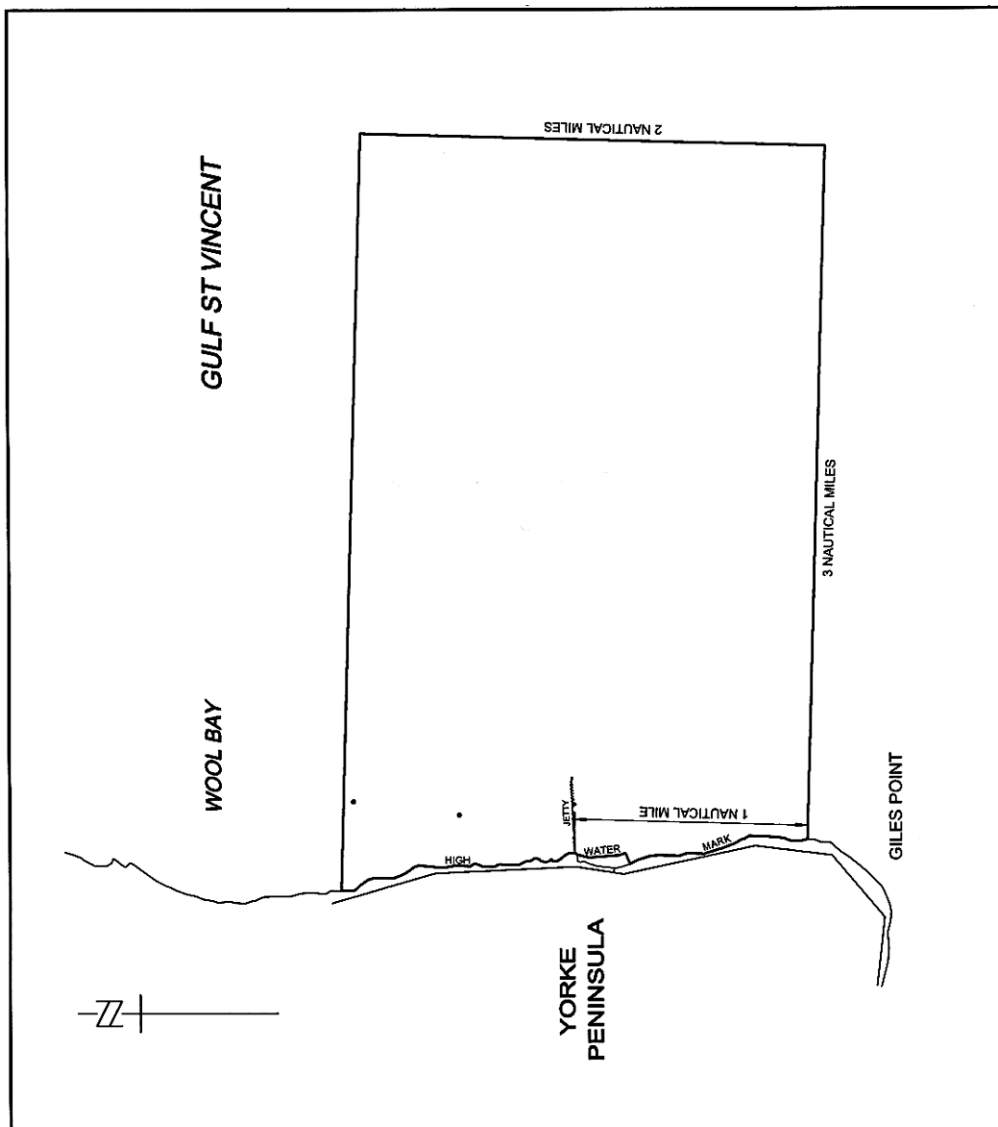 2 NAUTICAL MILES
GULF ST VINCENT
3 NAUTICAL MILES
WOOL BAY
JETTY
1 NAUTICAL MILE
HIGH
WATER
MARK
GILES POINT
YORKE
PENINSULA
N